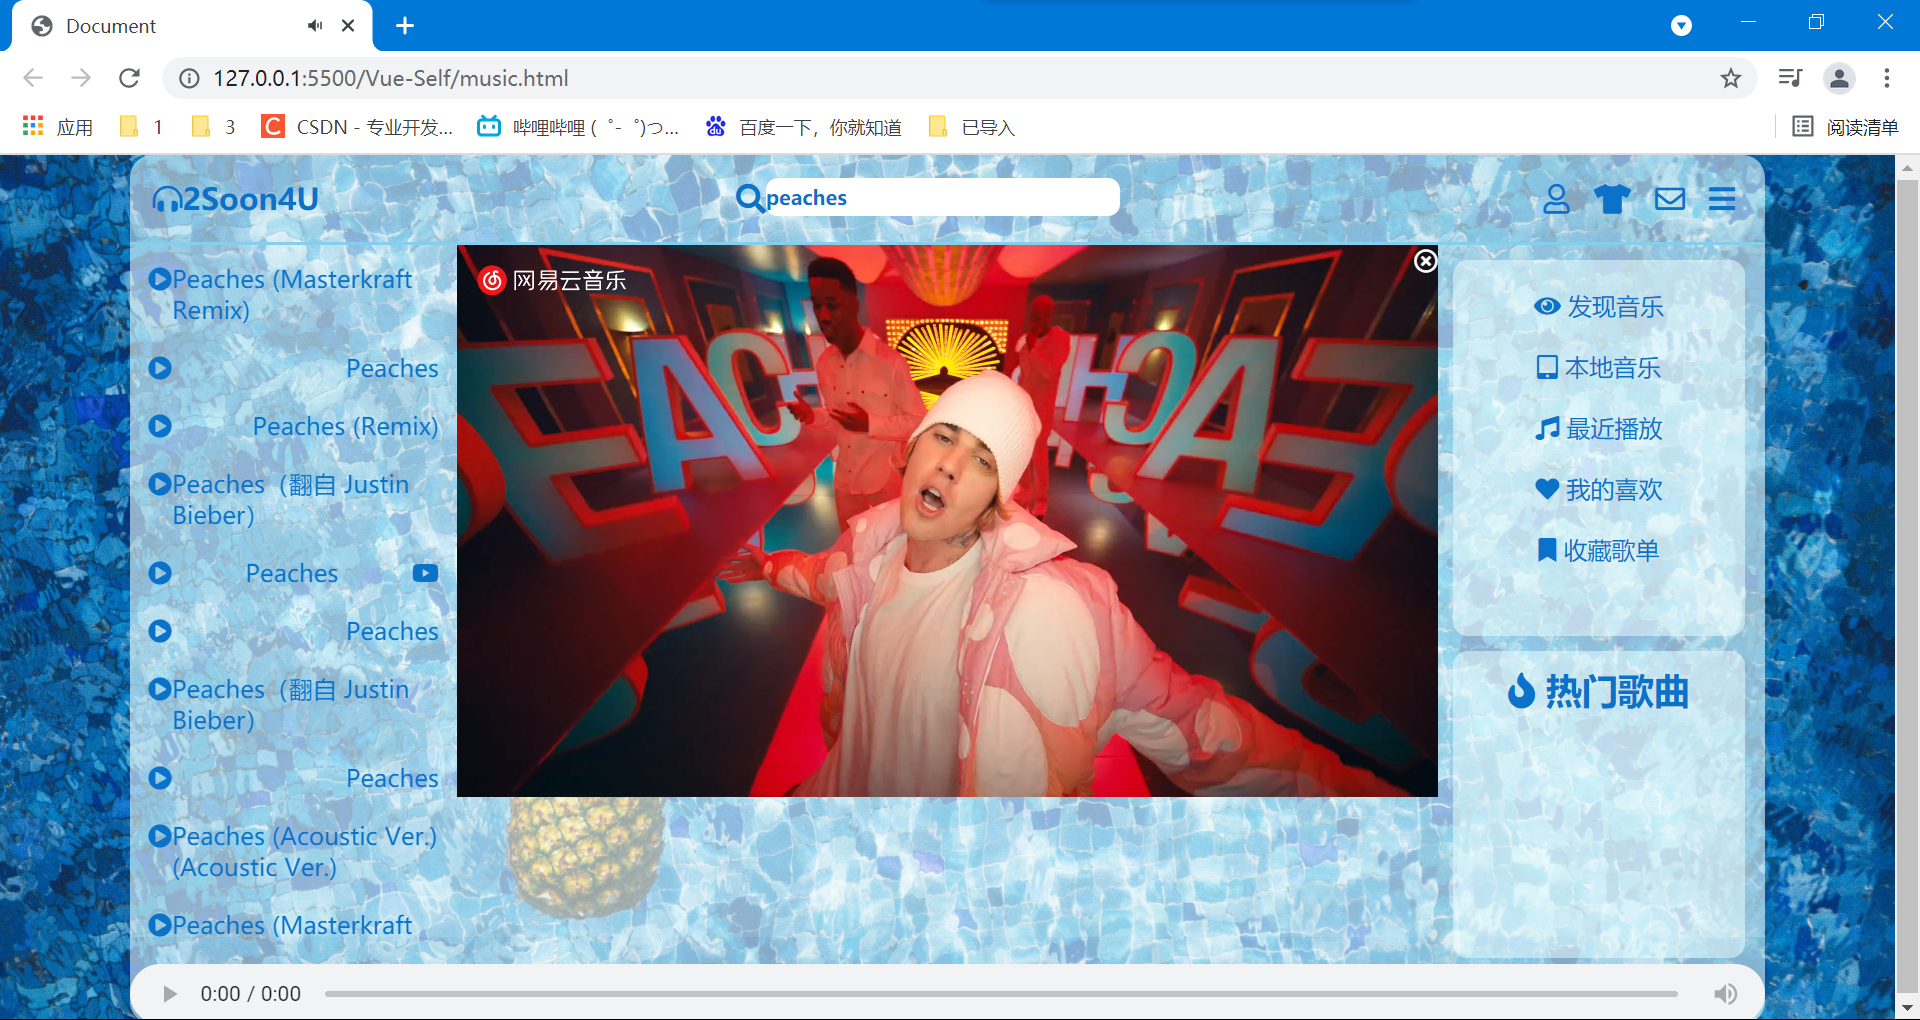 Document
127.0.0.1:5500/Vue-Self/music.html
应用
1
3
CSDN - 专业开发...
哔哩哔哩 (゜-゜)つ...
百度一下，你就知道
已导入
阅读清单
2Soon4U
peaches
Peaches (Masterkraft
Remix)
Peaches
Peaches (Remix)
Peaches（翻自 Justin
Bieber）
Peaches
Peaches
Peaches（翻自 Justin
Bieber）
Peaches
Peaches (Acoustic Ver.)
(Acoustic Ver.)
Peaches (Masterkraft
网易云音乐
发现音乐
本地音乐
最近播放
我的喜欢
收藏歌单
热门歌曲
0:00 / 0:00